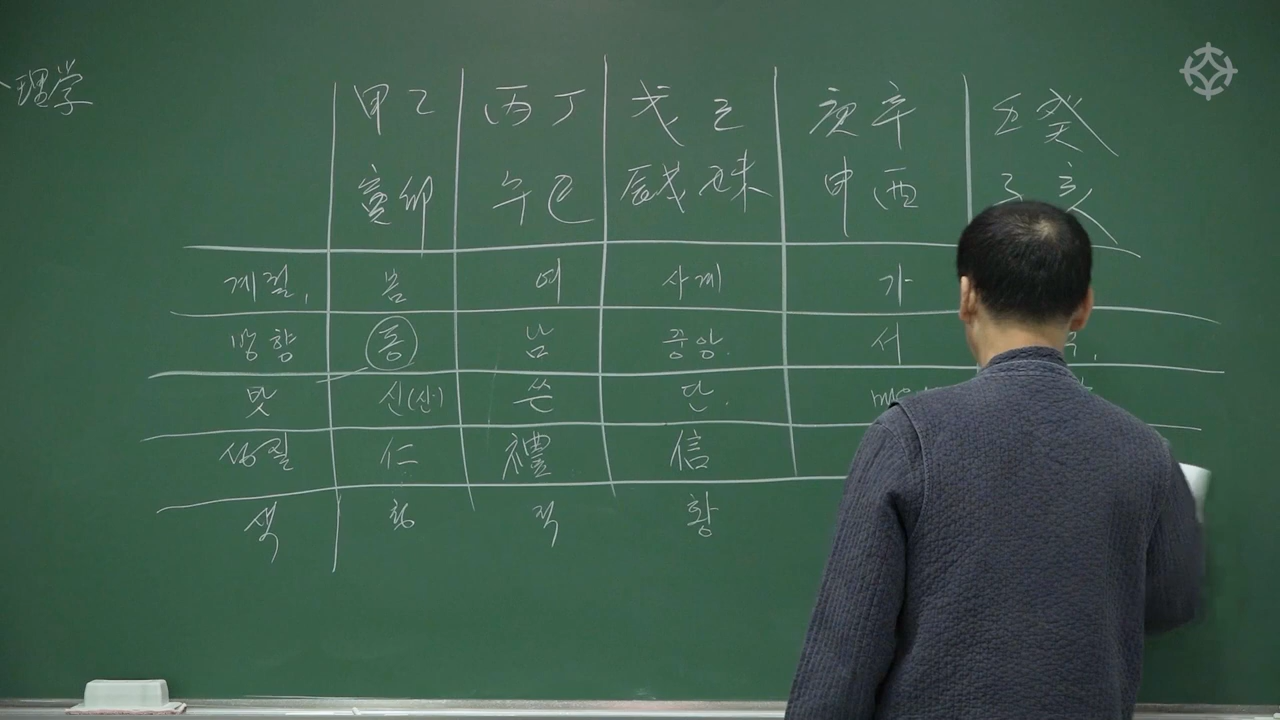 理学
甲乙 丙丁 戊己 庚辛 壬癸
寅卯 午巳 辰戌 丑未 申酉 子亥
계절, 봄 여 사계 가
방향 동 남 중앙. 서
맛 신(산) 쓴 단.
성질 仁 禮 信
색 청 적 황